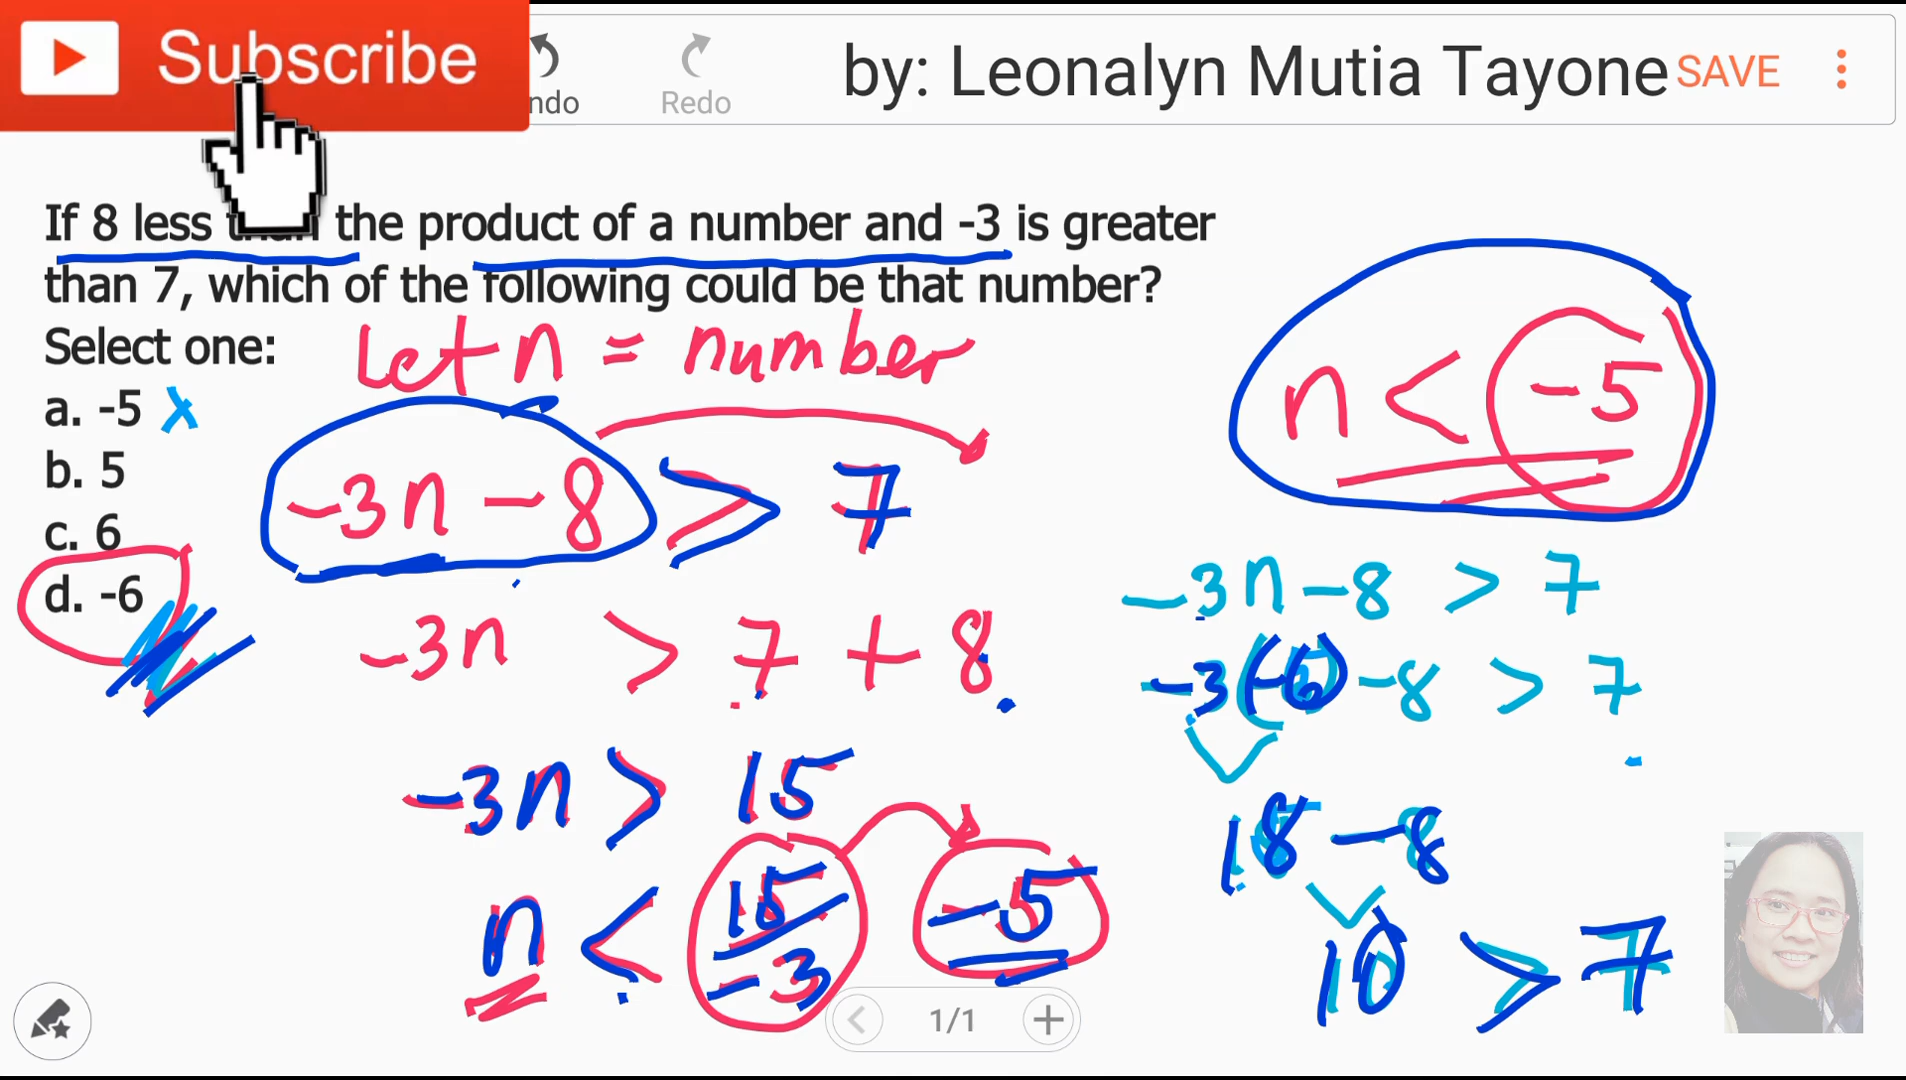 Subscribe
ndo
Redo
by: Leonalyn Mutia Tayone
SAVE
If 8 less than the product of a number and -3 is greater
than 7, which of the following could be that number?
Select one:
a. -5 x
b. 5
c. 6
d. -6
let n = number
-3n - 8 > 7
-3n > 7 + 8
-3n > 15
n < 15/-3 -5
n < -5
-3n - 8 > 7
-3(-6) - 8 > 7
18 - 8
10 > 7
1/1